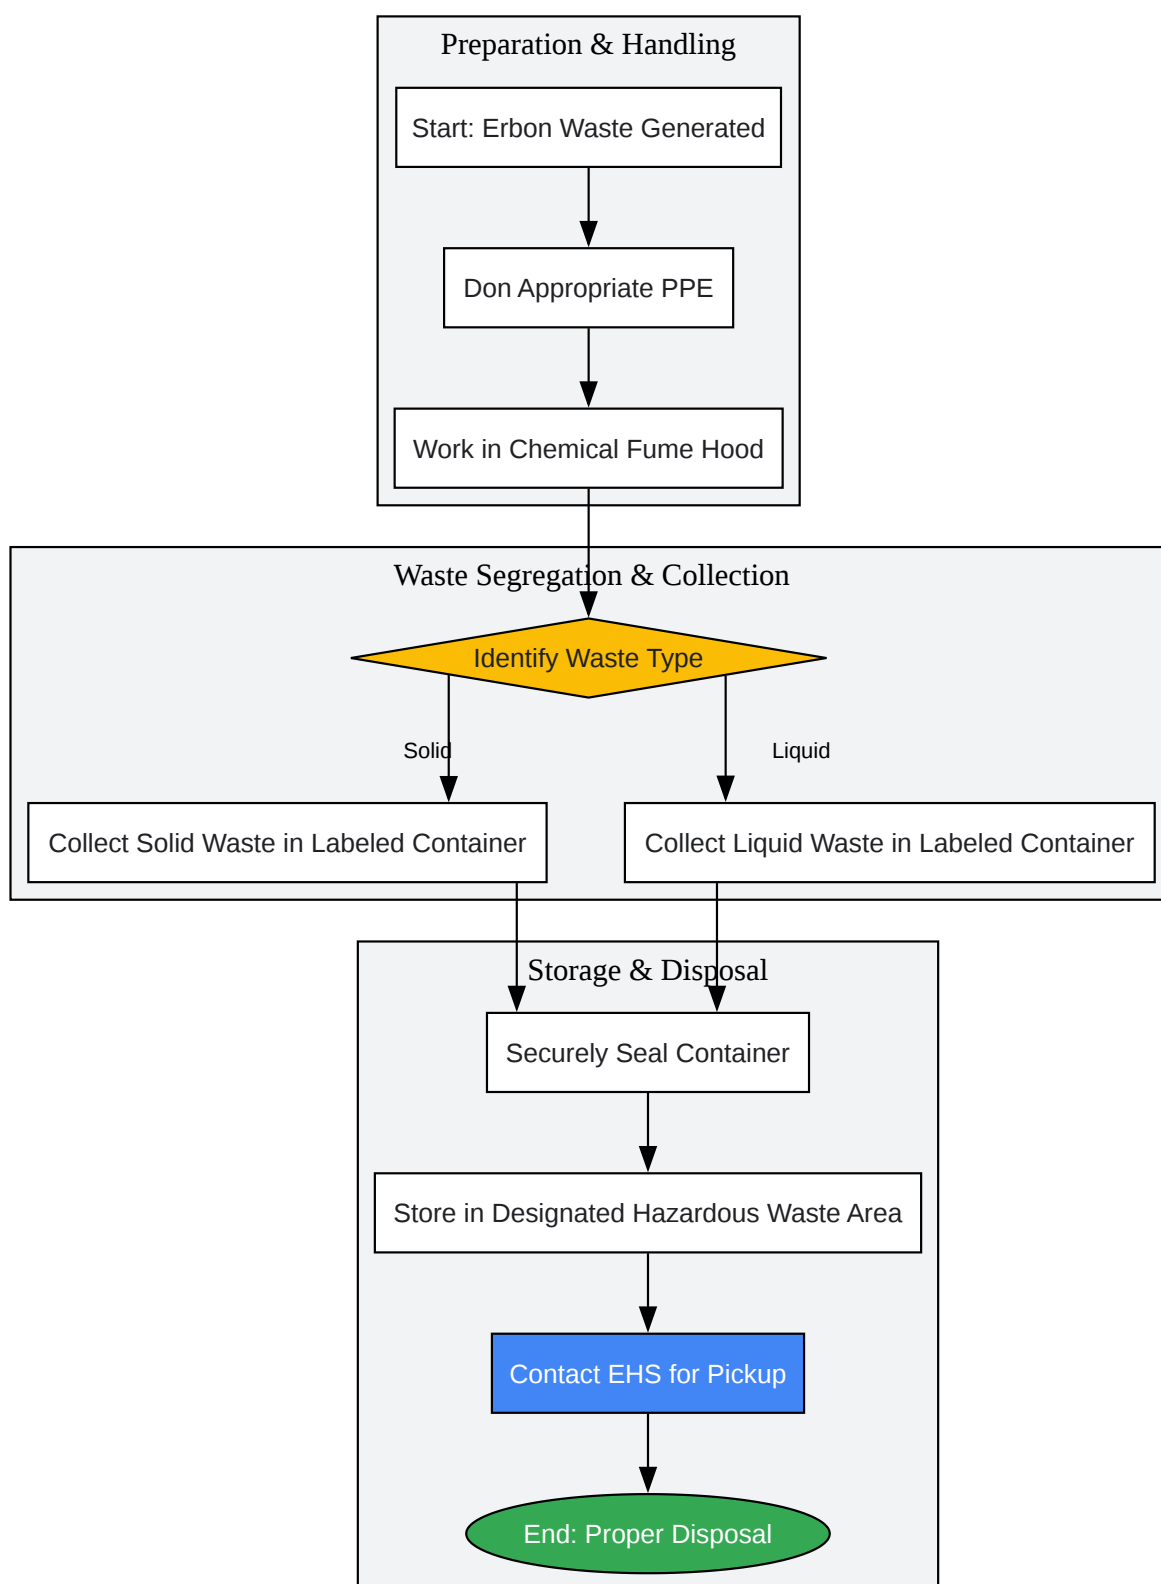 Preparation & Handling
Start: Erbon Waste Generated
Don Appropriate PPE
Work in Chemical Fume Hood
Waste Segregation & Collection
Identify Waste Type
Solid
Liquid
Collect Solid Waste in Labeled Container
Collect Liquid Waste in Labeled Container
Storage & Disposal
Securely Seal Container
Store in Designated Hazardous Waste Area
Contact EHS for Pickup
End: Proper Disposal